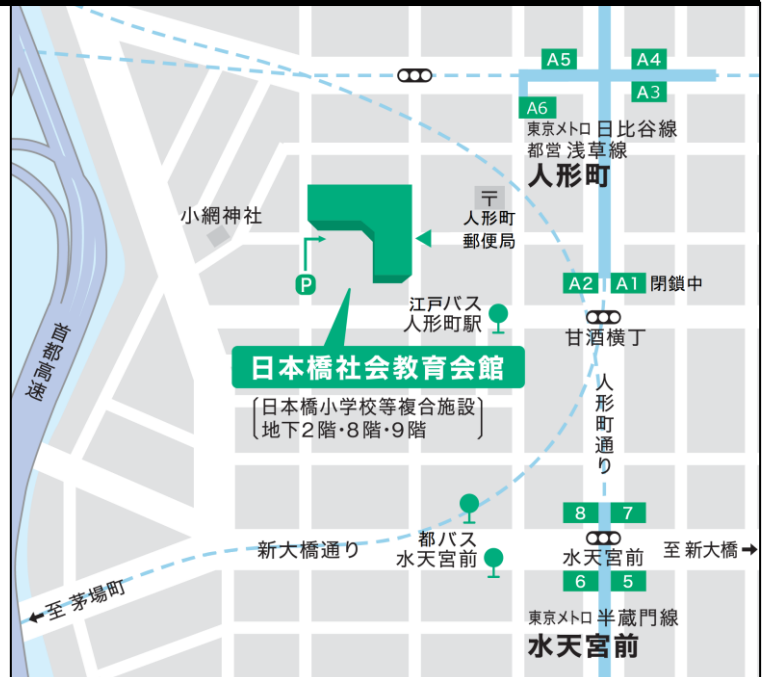 A5
A4
A3
A6
東京メトロ 日比谷線
都営 浅草線
人形町
〒
人形町
郵便局
小網神社
P
A2
A1
閉鎖中
江戸バス
人形町駅
甘酒横丁
首都高速
日本橋社会教育会館
日本橋小学校等複合施設
地下2階・8階・9階
人形町通り
8
7
新大橋通り
都バス
水天宮前
水天宮前
至 新大橋→
6
5
←至 茅場町
東京メトロ 半蔵門線
水天宮前